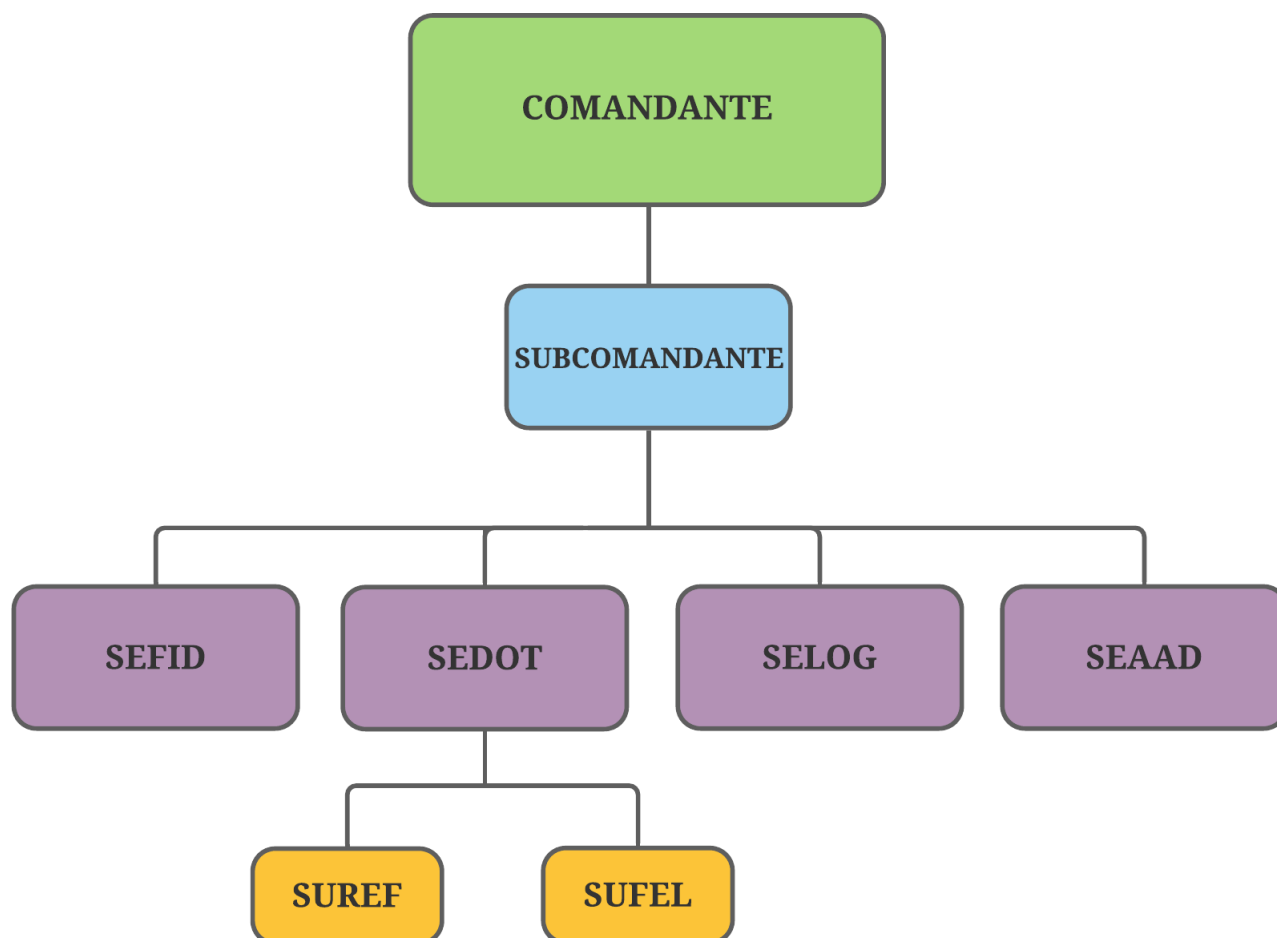 COMANDANTE
SUBCOMANDANTE
SEFID
SEDOT
SELOG
SEAAD
SUREF
SUFEL